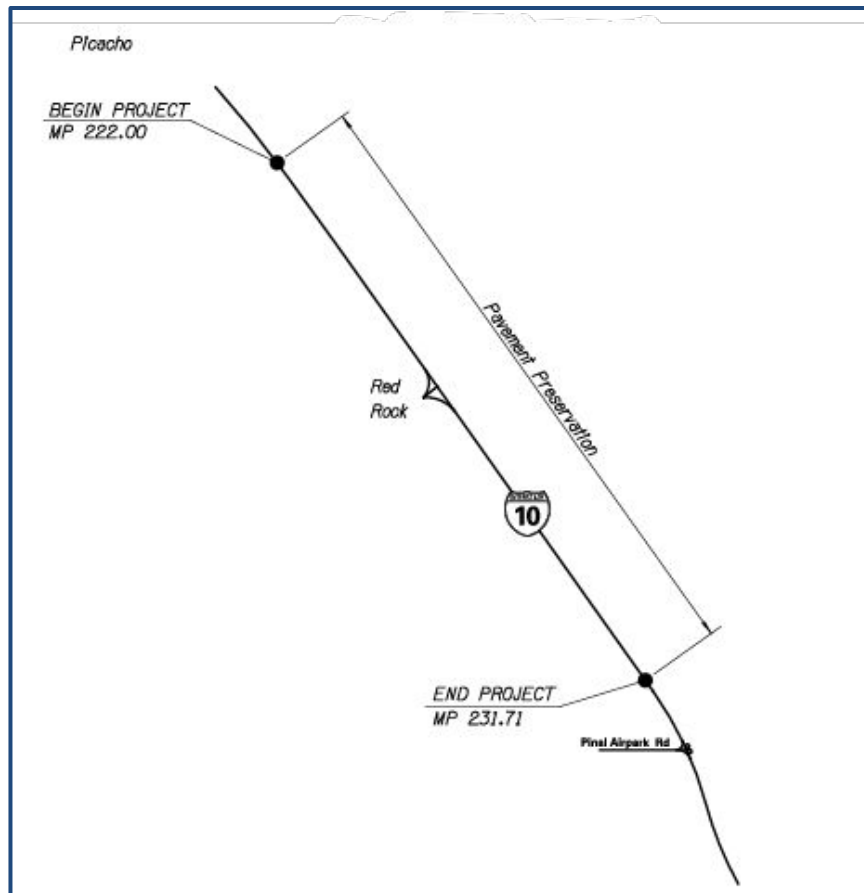 Picacho
BEGIN PROJECT
MP 222.00
Pavement Preservation
Red
Rock
INTERSTATE
10
END PROJECT
MP 231.71
Pinal Airpark Rd